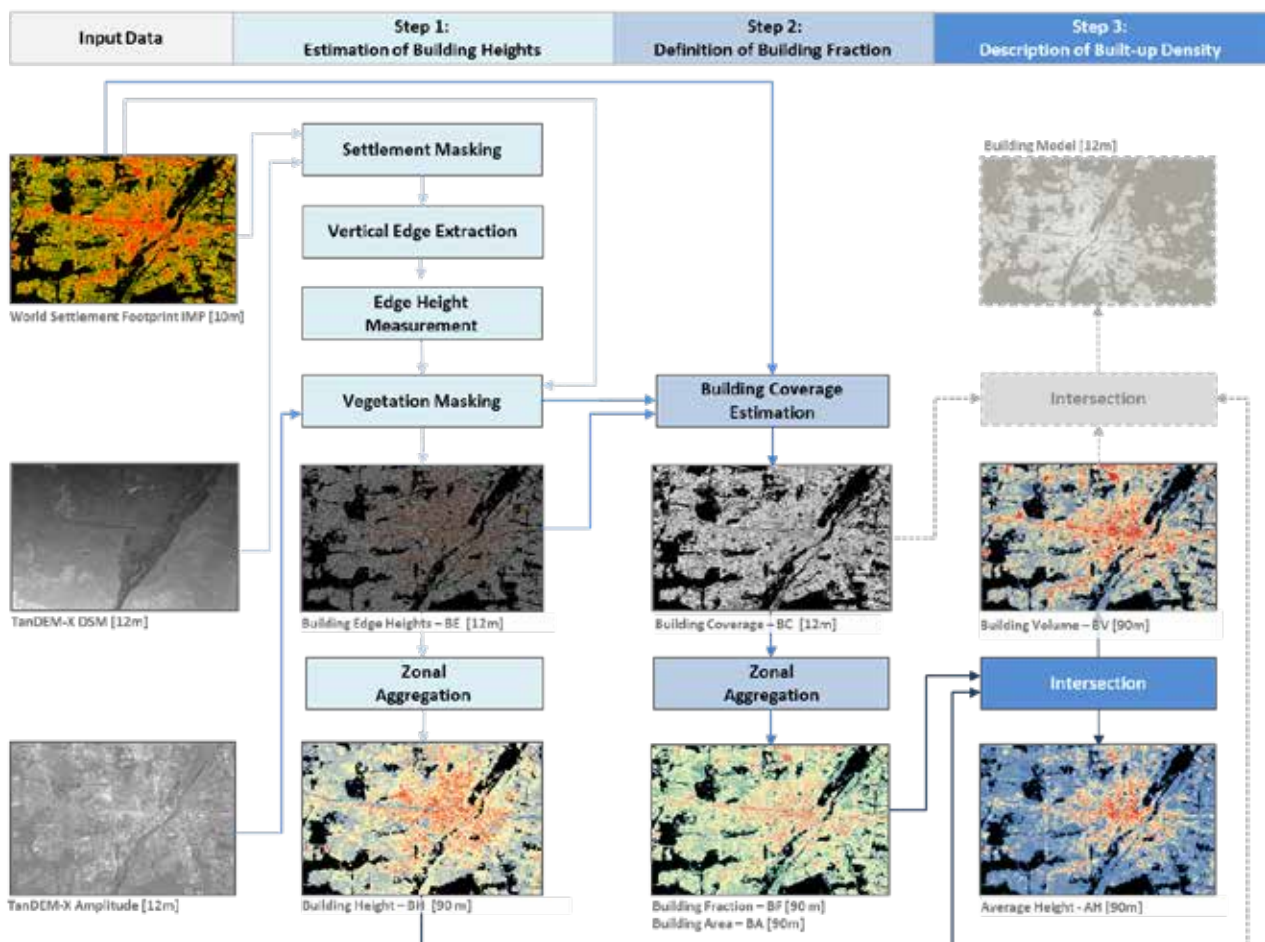 Input Data
Step 1:
Estimation of Building Heights
Step 2:
Definition of Building Fraction
Step 3:
Description of Built-up Density
Settlement Masking
Vertical Edge Extraction
Edge Height
Measurement
Vegetation Masking
World Settlement Footprint IMP [10m]
TanDEM-X DSM [12m]
TanDEM-X Amplitude [12m]
Building Edge Heights – BE [12m]
Zonal
Aggregation
Building Height – BH [90 m]
Building Coverage
Estimation
Building Coverage – BC [12m]
Zonal
Aggregation
Building Fraction – BF [90 m]
Building Area – BA [90m]
Building Model [12m]
Intersection
Building Volume – BV [90m]
Intersection
Average Height - AH [90m]